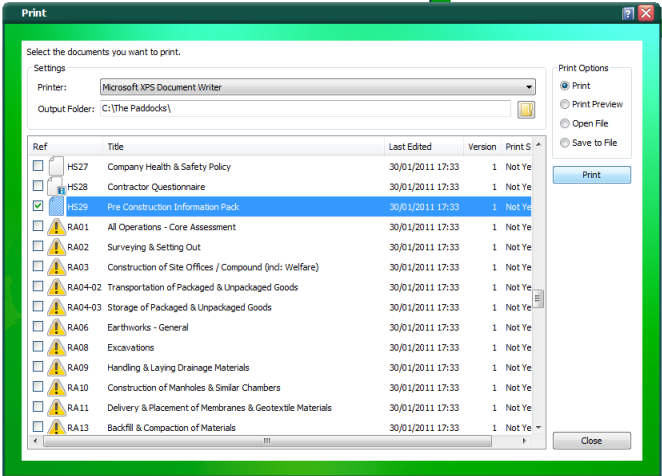 Print
Select the documents you want to print.
Settings
Printer: Microsoft XPS Document Writer
Output Folder: C:\The Paddocks\
Print Options
Print
Print Preview
Open File
Save to File
Print
Ref Title Last Edited Version Print S
HS27 Company Health & Safety Policy 30/01/2011 17:33 1 Not Ye
HS28 Contractor Questionnaire 30/01/2011 17:33 1 Not Ye
HS29 Pre Construction Information Pack 30/01/2011 17:33 1 Not Ye
RA01 All Operations - Core Assessment 30/01/2011 17:33 1 Not Ye
RA02 Surveying & Setting Out 30/01/2011 17:33 1 Not Ye
RA03 Construction of Site Offices / Compound (incl: Welfare) 30/01/2011 17:33 1 Not Ye
RA04-02 Transportation of Packaged & Unpackaged Goods 30/01/2011 17:33 1 Not Ye
RA04-03 Storage of Packaged & Unpackaged Goods 30/01/2011 17:33 1 Not Ye
RA06 Earthworks - General 30/01/2011 17:33 1 Not Ye
RA08 Excavations 30/01/2011 17:33 1 Not Ye
RA09 Handling & Laying Drainage Materials 30/01/2011 17:33 1 Not Ye
RA10 Construction of Manholes & Similar Chambers 30/01/2011 17:33 1 Not Ye
RA11 Delivery & Placement of Membranes & Geotextile Materials 30/01/2011 17:33 1 Not Ye
RA13 Backfill & Compaction of Materials 30/01/2011 17:33 1 Not Ye
Close